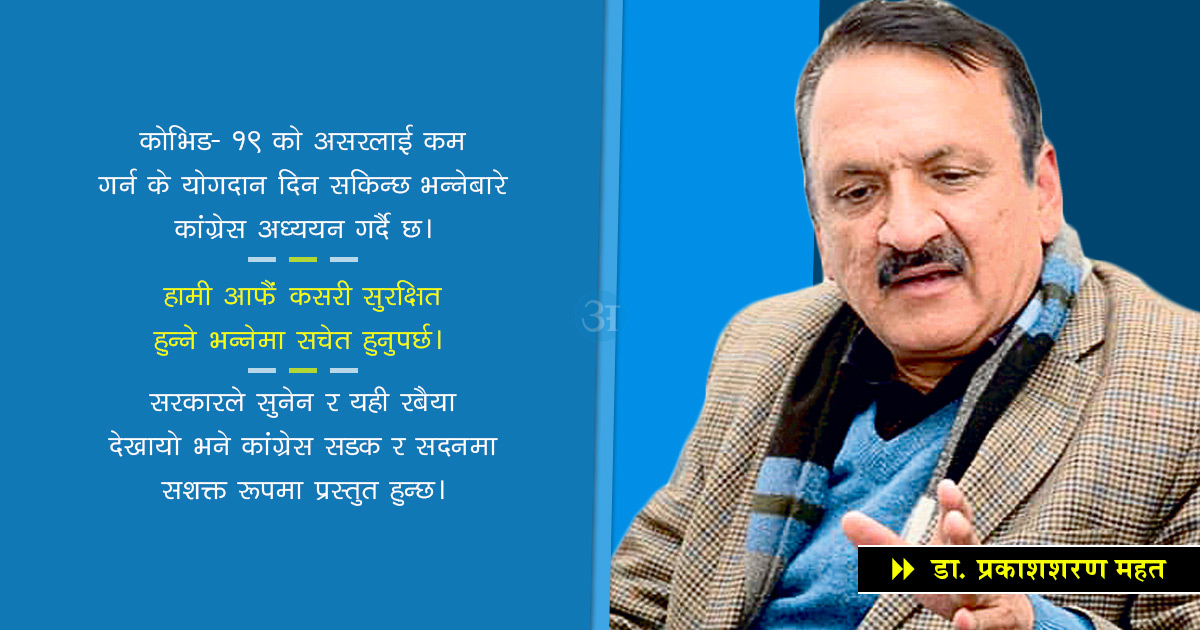 कोभिड- १९ को असरलाई कम
गर्न के योगदान दिन सकिन्छ भन्नेबारे
कांग्रेस अध्ययन गर्दै छ।
हामी आफैं कसरी सुरक्षित
हुन्ने भन्नेमा सचेत हुनुपर्छ।
सरकारले सुनेन र यही रबैया
देखायो भने कांग्रेस सडक र सदनमा
सशक्त रूपमा प्रस्तुत हुन्छ।
अ
डा. प्रकाशशरण महत